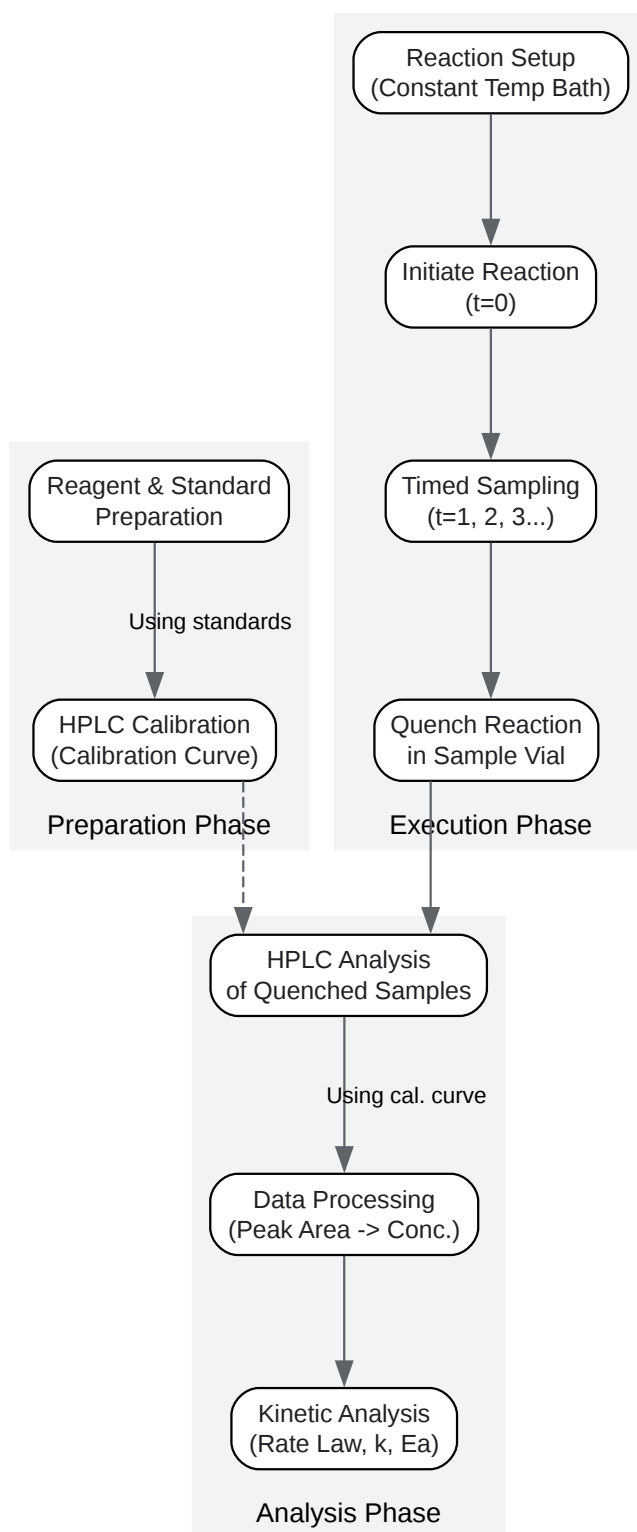 Reaction Setup
(Constant Temp Bath)
Initiate Reaction
(t=0)
Reagent & Standard
Preparation
Timed Sampling
(t=1, 2, 3...)
Using standards
HPLC Calibration
(Calibration Curve)
Quench Reaction
in Sample Vial
Preparation Phase
Execution Phase
HPLC Analysis
of Quenched Samples
Using cal. curve
Data Processing
(Peak Area -> Conc.)
Kinetic Analysis
(Rate Law, k, Ea)
Analysis Phase